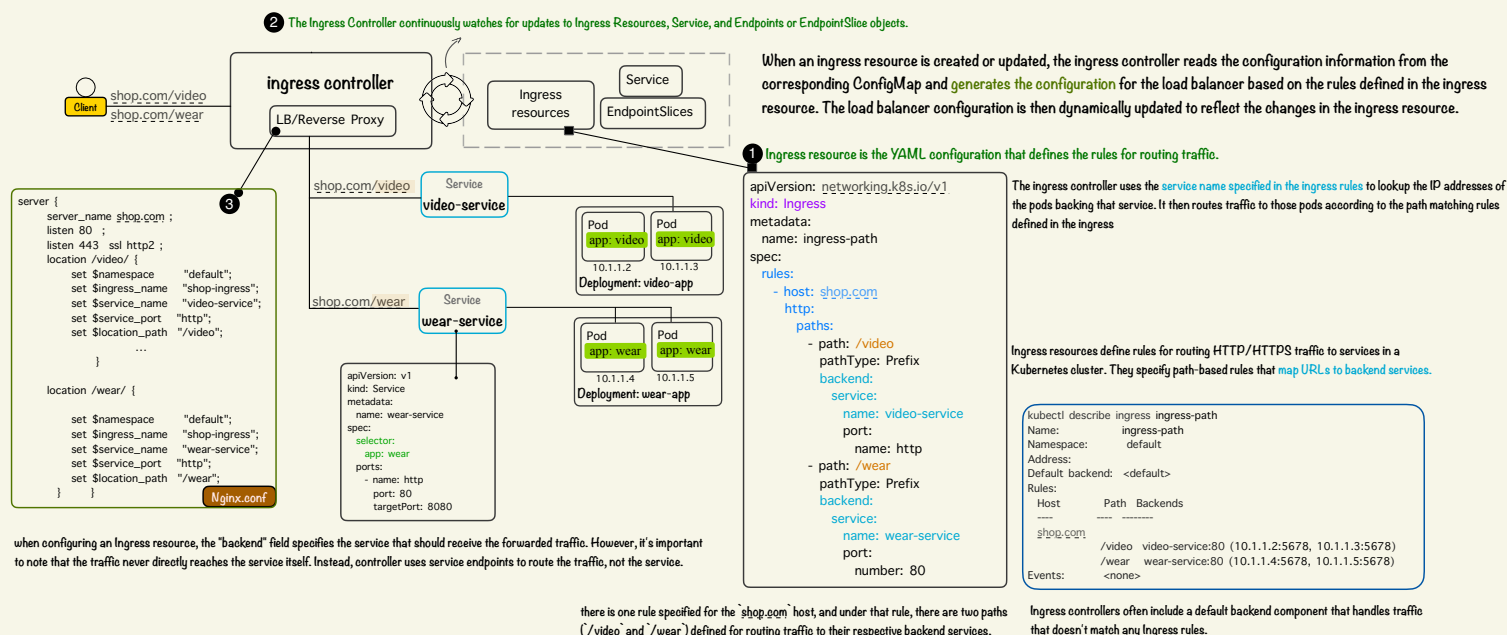 2 The Ingress Controller continuously watches for updates to Ingress Resources, Service, and Endpoints or EndpointSlice objects.
Client
shop.com/video
shop.com/wear
ingress controller
LB/Reverse Proxy
Ingress
resources
Service
EndpointSlices
When an ingress resource is created or updated, the ingress controller reads the configuration information from the
corresponding ConfigMap and generates the configuration for the load balancer based on the rules defined in the ingress
resource. The load balancer configuration is then dynamically updated to reflect the changes in the ingress resource.
1 Ingress resource is the YAML configuration that defines the rules for routing traffic.
3
server {
server_name shop.com ;
listen 80 ;
listen 443 ssl http2 ;
location /video/ {
set $namespace "default";
set $ingress_name "shop-ingress";
set $service_name "video-service";
set $service_port "http";
set $location_path "/video";
...
}
location /wear/ {
set $namespace "default";
set $ingress_name "shop-ingress";
set $service_name "wear-service";
set $service_port "http";
set $location_path "/wear";
} }
Nginx.conf
shop.com/video
Service
video-service
Pod
app: video
10.1.1.2
Pod
app: video
10.1.1.3
Deployment: video-app
shop.com/wear
Service
wear-service
Pod
app: wear
10.1.1.4
Pod
app: wear
10.1.1.5
Deployment: wear-app
apiVersion: v1
kind: Service
metadata:
name: wear-service
spec:
selector:
app: wear
ports:
- name: http
port: 80
targetPort: 8080
apiVersion: networking.k8s.io/v1
kind: Ingress
metadata:
name: ingress-path
spec:
rules:
- host: shop.com
http:
paths:
- path: /video
pathType: Prefix
backend:
service:
name: video-service
port:
name: http
- path: /wear
pathType: Prefix
backend:
service:
name: wear-service
port:
number: 80
The ingress controller uses the service name specified in the ingress rules to lookup the IP addresses of
the pods backing that service. It then routes traffic to those pods according to the path matching rules
defined in the ingress
Ingress resources define rules for routing HTTP/HTTPS traffic to services in a
Kubernetes cluster. They specify path-based rules that map URLs to backend services.
kubectl describe ingress ingress-path
Name: ingress-path
Namespace: default
Address:
Default backend: <default>
Rules:
Host Path Backends
---- ---- --------
shop.com
/video video-service:80 (10.1.1.2:5678, 10.1.1.3:5678)
/wear wear-service:80 (10.1.1.4:5678, 10.1.1.5:5678)
Events: <none>
when configuring an Ingress resource, the "backend" field specifies the service that should receive the forwarded traffic. However, it's important
to note that the traffic never directly reaches the service itself. Instead, controller uses service endpoints to route the traffic, not the service.
there is one rule specified for the `shop.com` host, and under that rule, there are two paths
(`/video` and `/wear`) defined for routing traffic to their respective backend services.
Ingress controllers often include a default backend component that handles traffic
that doesn't match any Ingress rules.